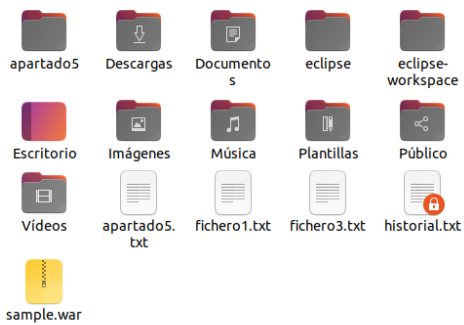 apartado5 Descargas Documento eclipse eclipse-
s workspace
Escritorio Imágenes Música Plantillas Público
Vídeos apartado5. fichero1.txt fichero3.txt historial.txt
txt
sample.war